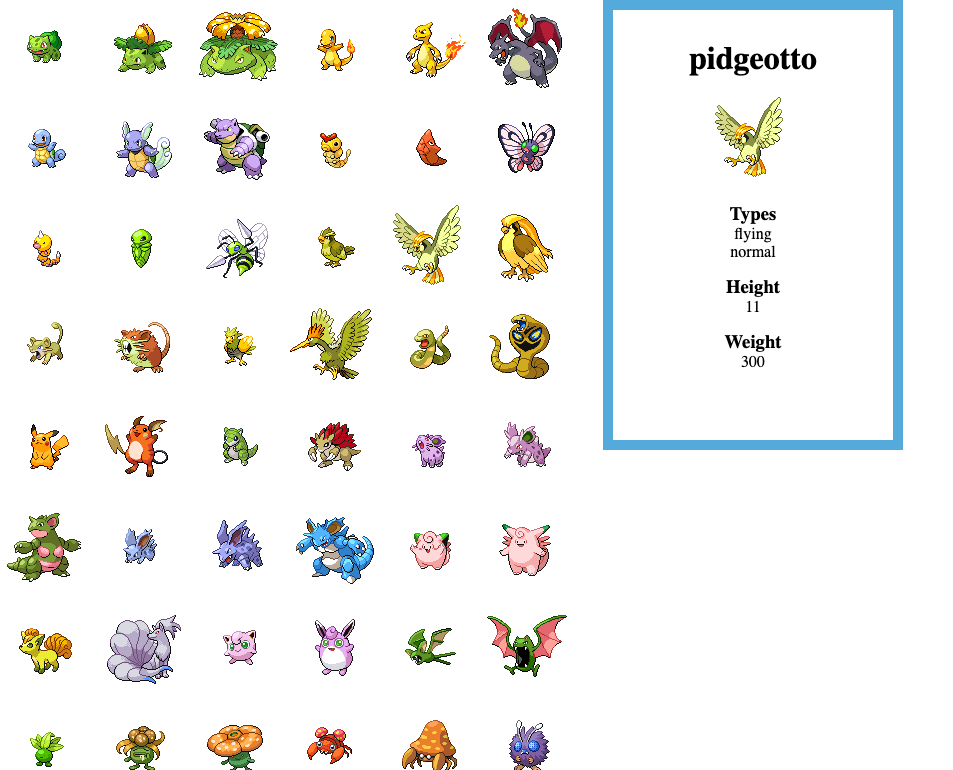 pidgeotto
Types
flying
normal
Height
11
Weight
300